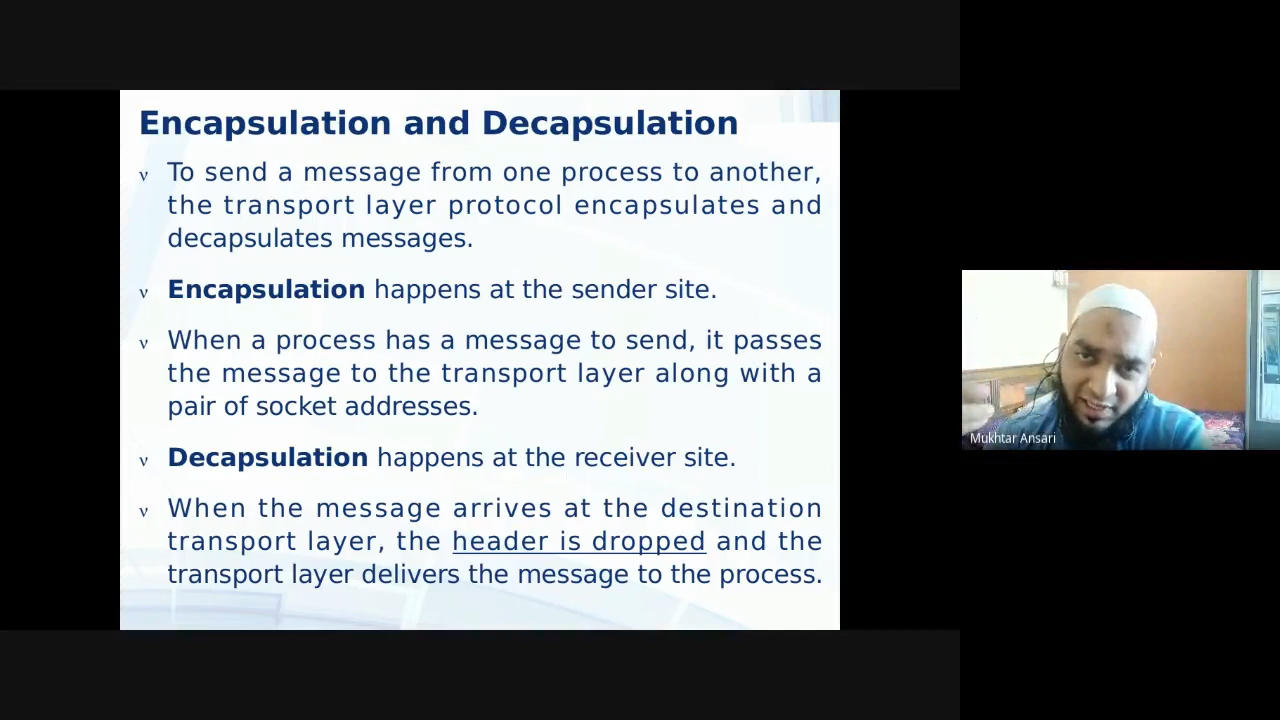 Encapsulation and Decapsulation
ν To send a message from one process to another,
the transport layer protocol encapsulates and
decapsulates messages.
ν Encapsulation happens at the sender site.
ν When a process has a message to send, it passes
the message to the transport layer along with a
pair of socket addresses.
ν Decapsulation happens at the receiver site.
ν When the message arrives at the destination
transport layer, the header is dropped and the
transport layer delivers the message to the process.
Mukhtar Ansari